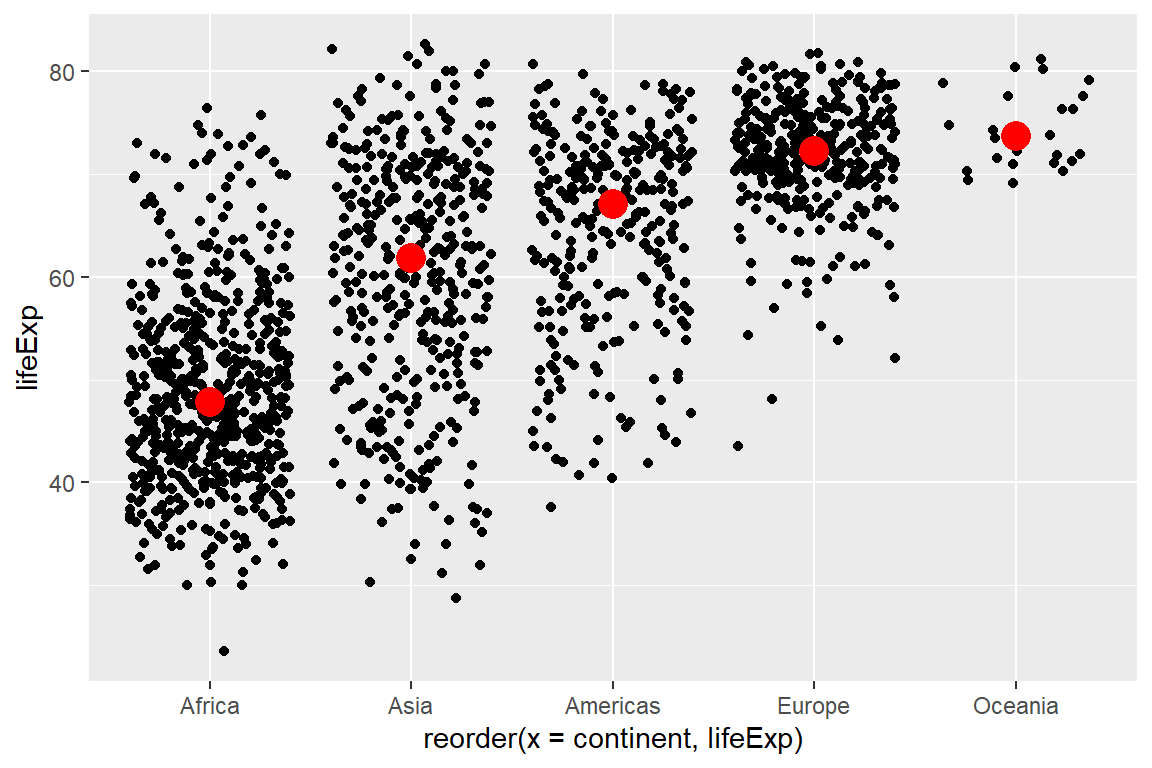 80
60
40
lifeExp
Africa Asia Americas Europe Oceania
reorder(x = continent, lifeExp)